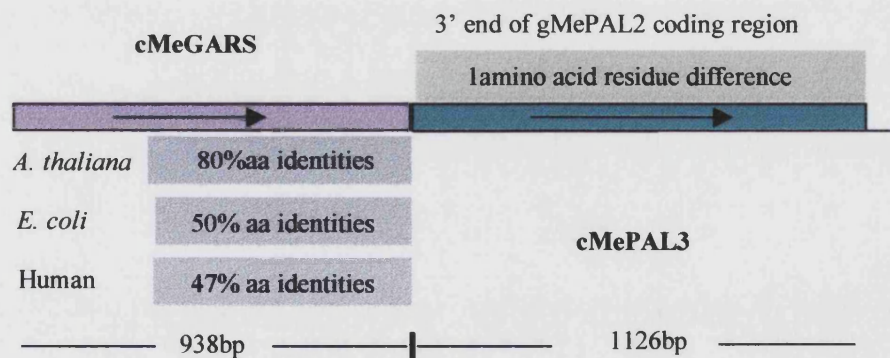 3’ end of gMePAL2 coding region
cMeGARS
1amino acid residue difference
A. thaliana 80%aa identities
E. coli 50% aa identities
cMePAL3
Human 47% aa identities
938bp 1126bp